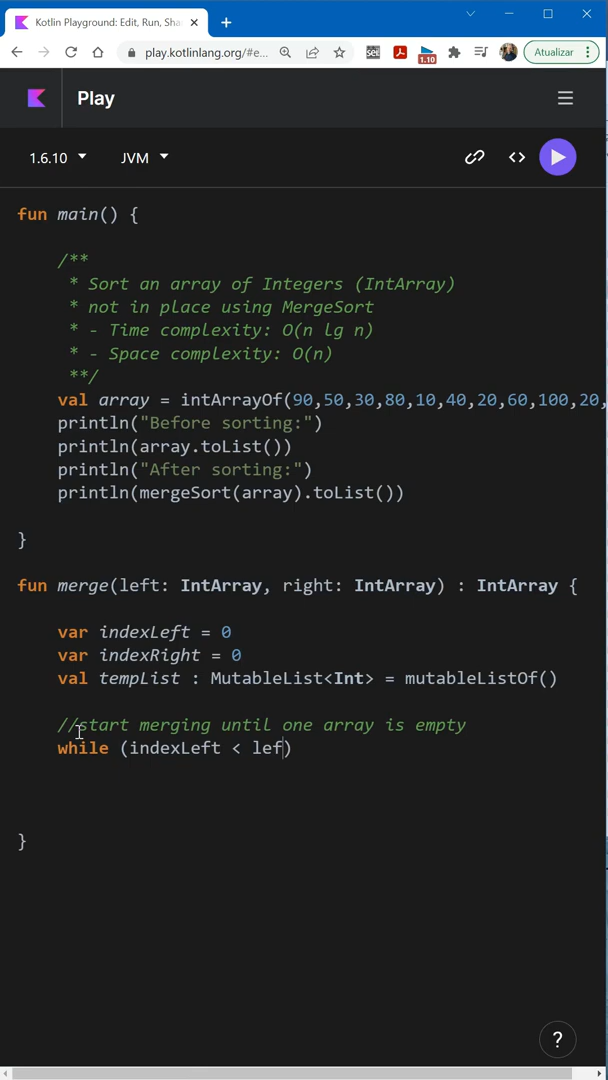 Kotlin Playground: Edit, Run, Sha
play.kotlinlang.org/#e...
1.10
Atualizar
Play
1.6.10
JVM
fun main() {
/**
* Sort an array of Integers (IntArray)
* not in place using MergeSort
* - Time complexity: O(n lg n)
* - Space complexity: O(n)
**/
val array = intArrayOf(90,50,30,80,10,40,20,60,100,20,
println("Before sorting:")
println(array.toList())
println("After sorting:")
println(mergeSort(array).toList())
}
fun merge(left: IntArray, right: IntArray) : IntArray {
var indexLeft = 0
var indexRight = 0
val tempList : MutableList<Int> = mutableListOf()
//start merging until one array is empty
while (indexLeft < lef)
}
?